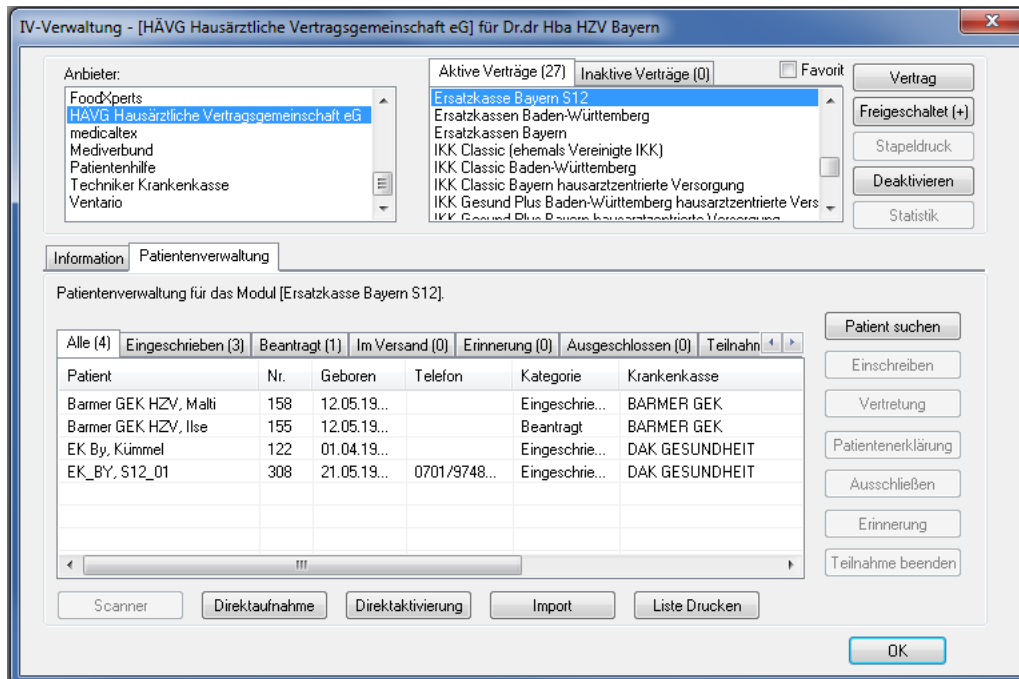 IV-Verwaltung - [HÄVG Hausärztliche Vertragsgemeinschaft eG] für Dr.dr Hba HZV Bayern
x
Anbieter:
FoodXperts
HÄVG Hausärztliche Vertragsgemeinschaft eG
medicaltex
Mediverbund
Patientenhilfe
Techniker Krankenkasse
Ventario
Aktive Verträge (27) Inaktive Verträge (0) Favorit
Ersatzkasse Bayern S12
Ersatzkassen Baden-Württemberg
Ersatzkassen Bayern
IKK Classic (ehemals Vereinigte IKK)
IKK Classic Baden-Württemberg
IKK Classic Bayern hausarztzentrierte Versorgung
IKK Gesund Plus Baden-Württemberg hausarztzentrierte Vers
IKK Gesund Plus Bayern hausarztzentrierte Versorgung
Vertrag
Freigeschaltet (+)
Stapeldruck
Deaktivieren
Statistik
Information Patientenverwaltung
Patientenverwaltung für das Modul [Ersatzkasse Bayern S12].
Alle (4) Eingeschrieben (3) Beantragt (1) Im Versand (0) Erinnerung (0) Ausgeschlossen (0) Teilnahm
Patient Nr. Geboren Telefon Kategorie Krankenkasse
Barmer GEK HZV, Malti 158 12.05.19... Eingeschrie... BARMER GEK
Barmer GEK HZV, Ilse 155 12.05.19... Beantragt BARMER GEK
EK By, Kümmel 122 01.04.19... Eingeschrie... DAK GESUNDHEIT
EK_BY, S12_01 308 21.05.19... 0701/9748... Eingeschrie... DAK GESUNDHEIT
Patient suchen
Einschreiben
Vertretung
Patientenerklärung
Ausschließen
Erinnerung
Teilnahme beenden
Scanner Direktaufnahme Direktaktivierung Import Liste Drucken
OK